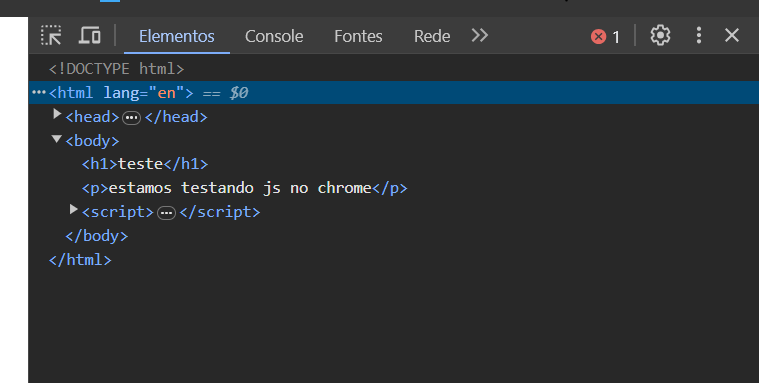 Elementos Console Fontes Rede >> 1
<!DOCTYPE html>
...<html lang="en"> == $0
<head>...</head>
<body>
<h1>teste</h1>
<p>estamos testando js no chrome</p>
<script>...</script>
</body>
</html>